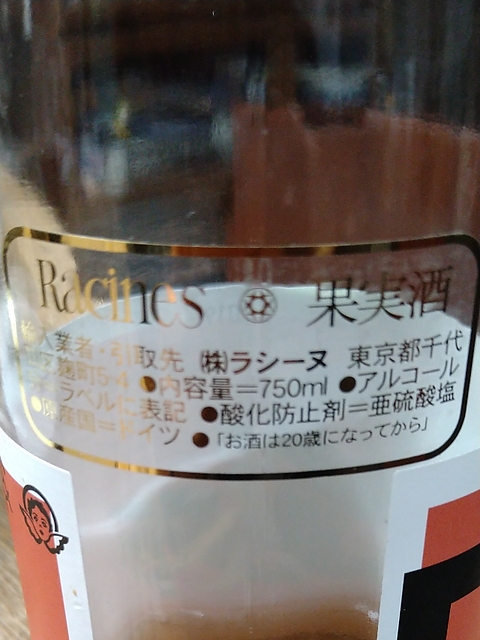 Racines 果実酒
輸入業者・引取先 ㈱ラシーヌ 東京都千代
田区麹町5-4 ●内容量＝750ml ●アルコール
ラベルに表記 ●酸化防止剤＝亜硫酸塩
●原産国＝ドイツ ●「お酒は20歳になってから」